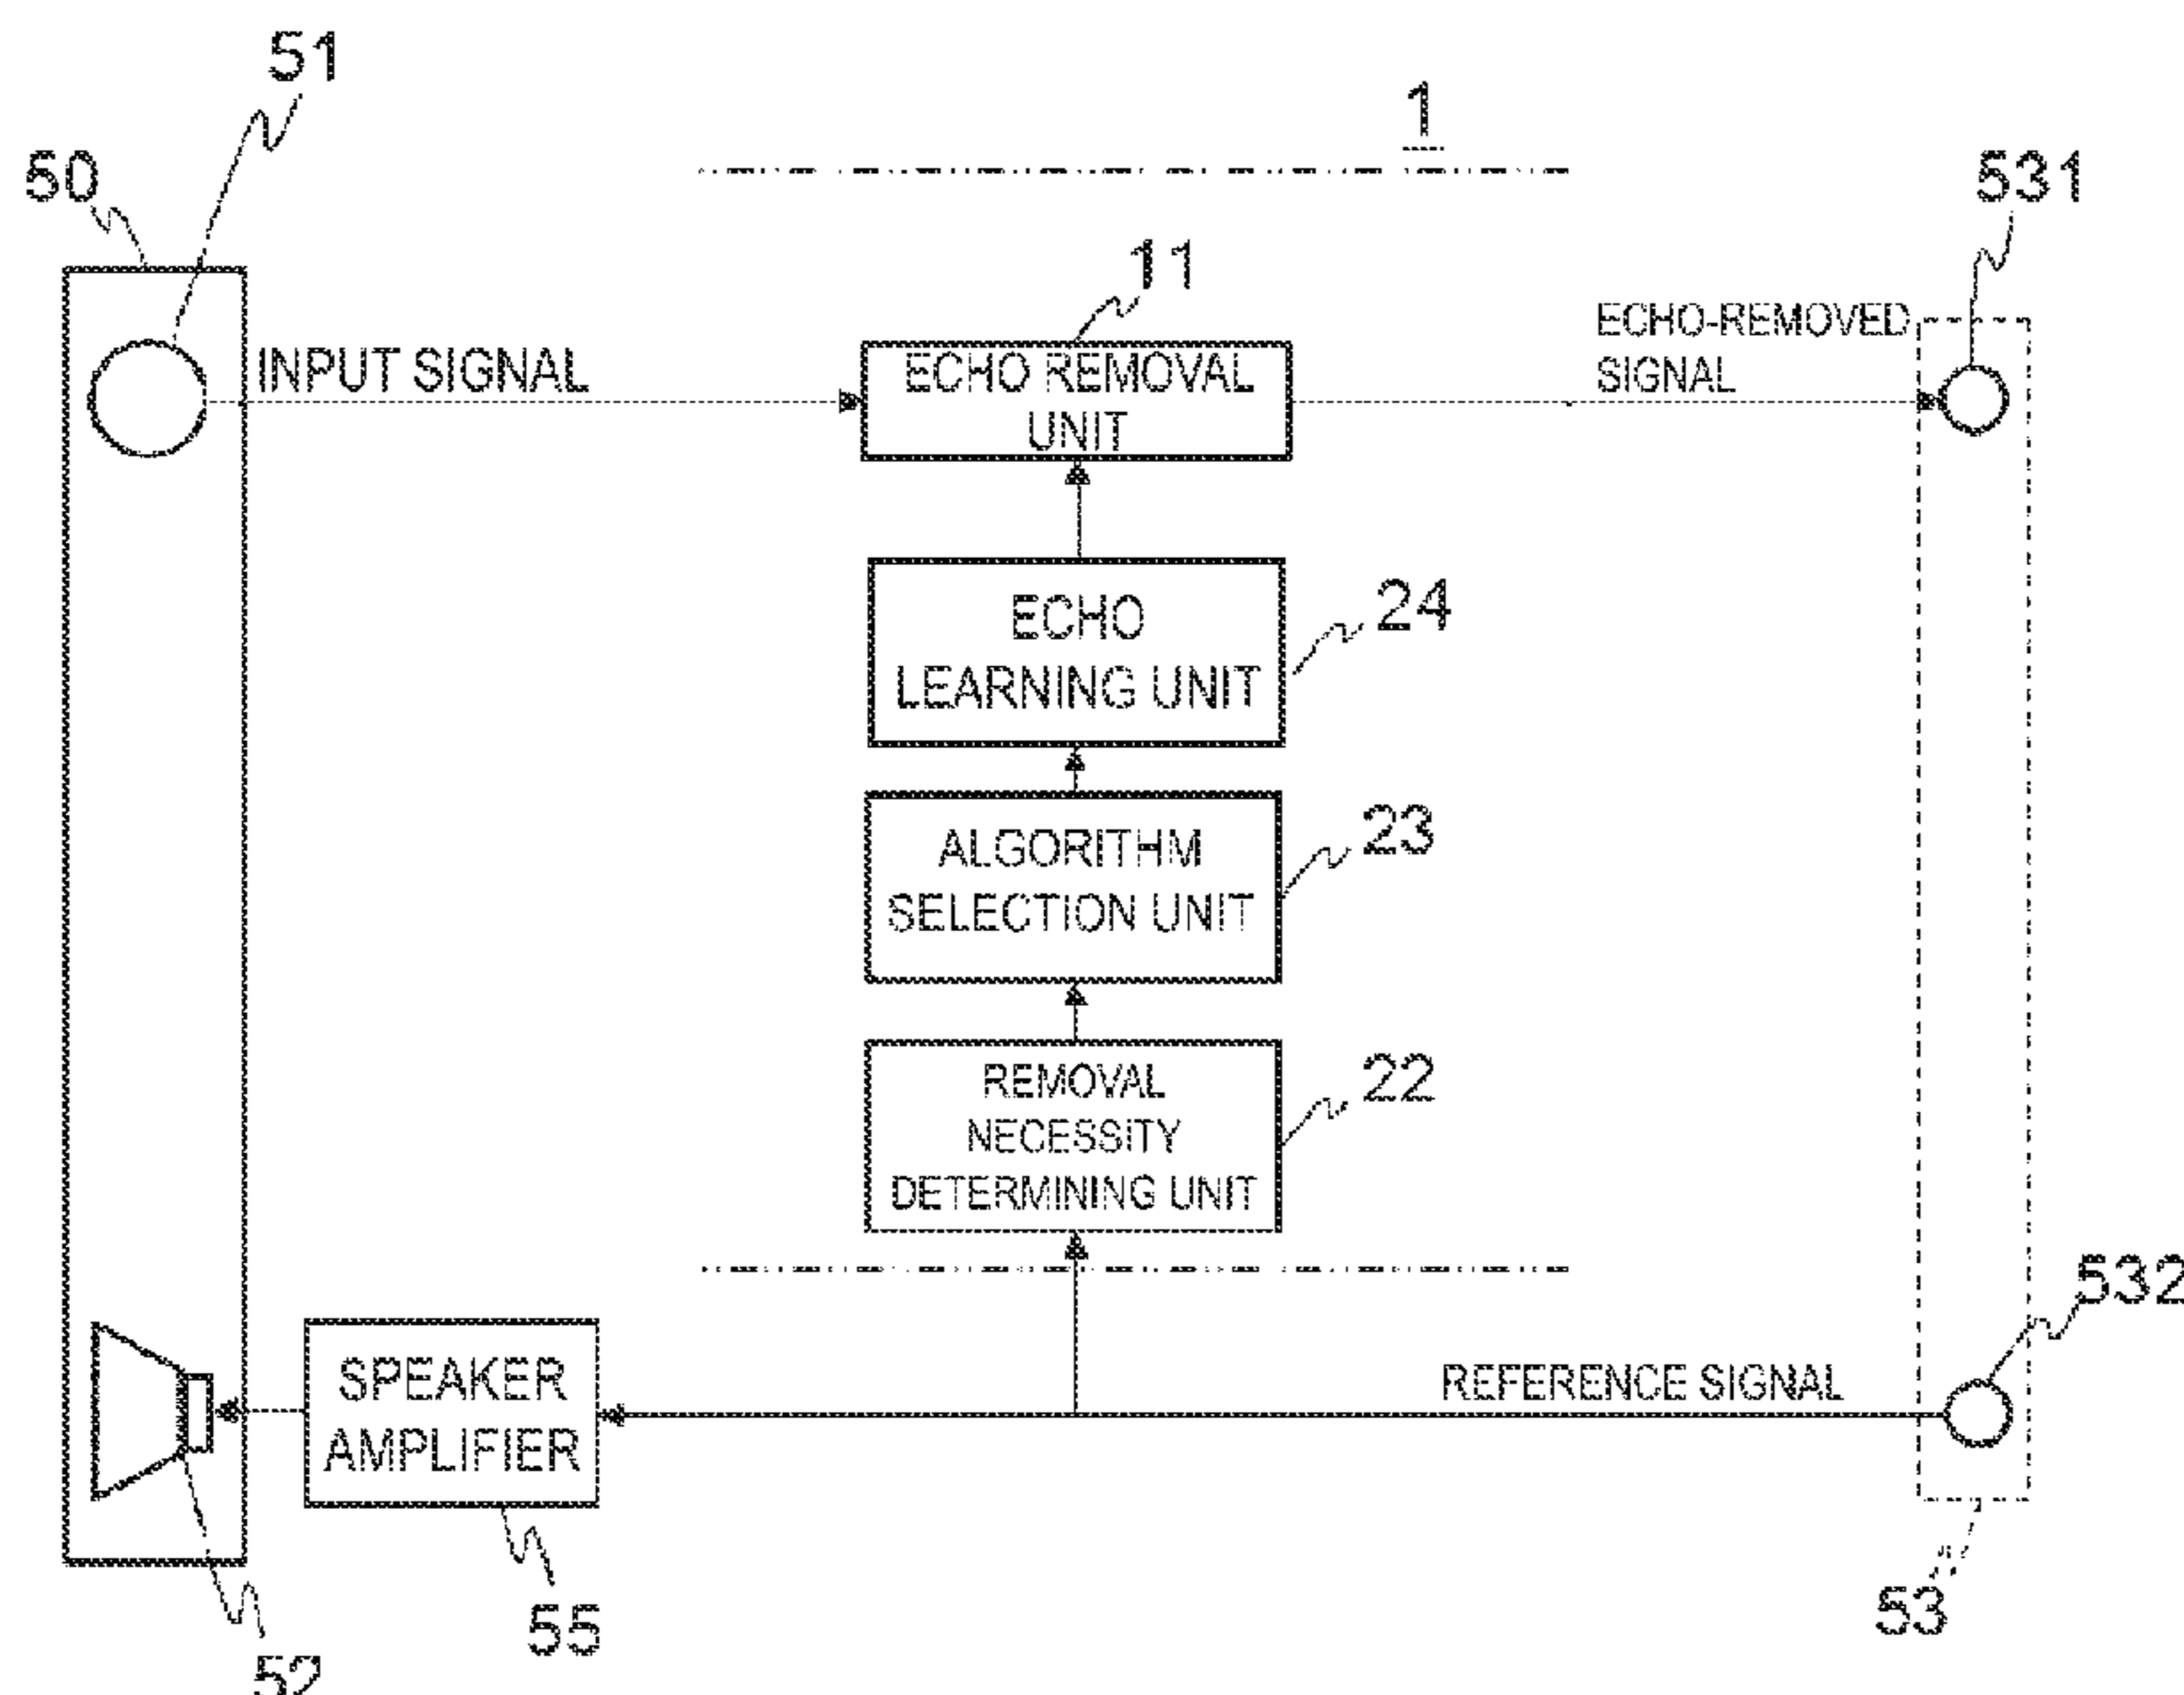 51
1
50
531
11
ECHO-REMOVED
SIGNAL
INPUT SIGNAL
ECHO REMOVAL
UNIT
ECHO
LEARNING UNIT
24
ALGORITHM
SELECTION UNIT
23
REMOVAL
NECESSITY
DETERMINING UNIT
22
532
SPEAKER
AMPLIFIER
REFERENCE SIGNAL
55
53
52